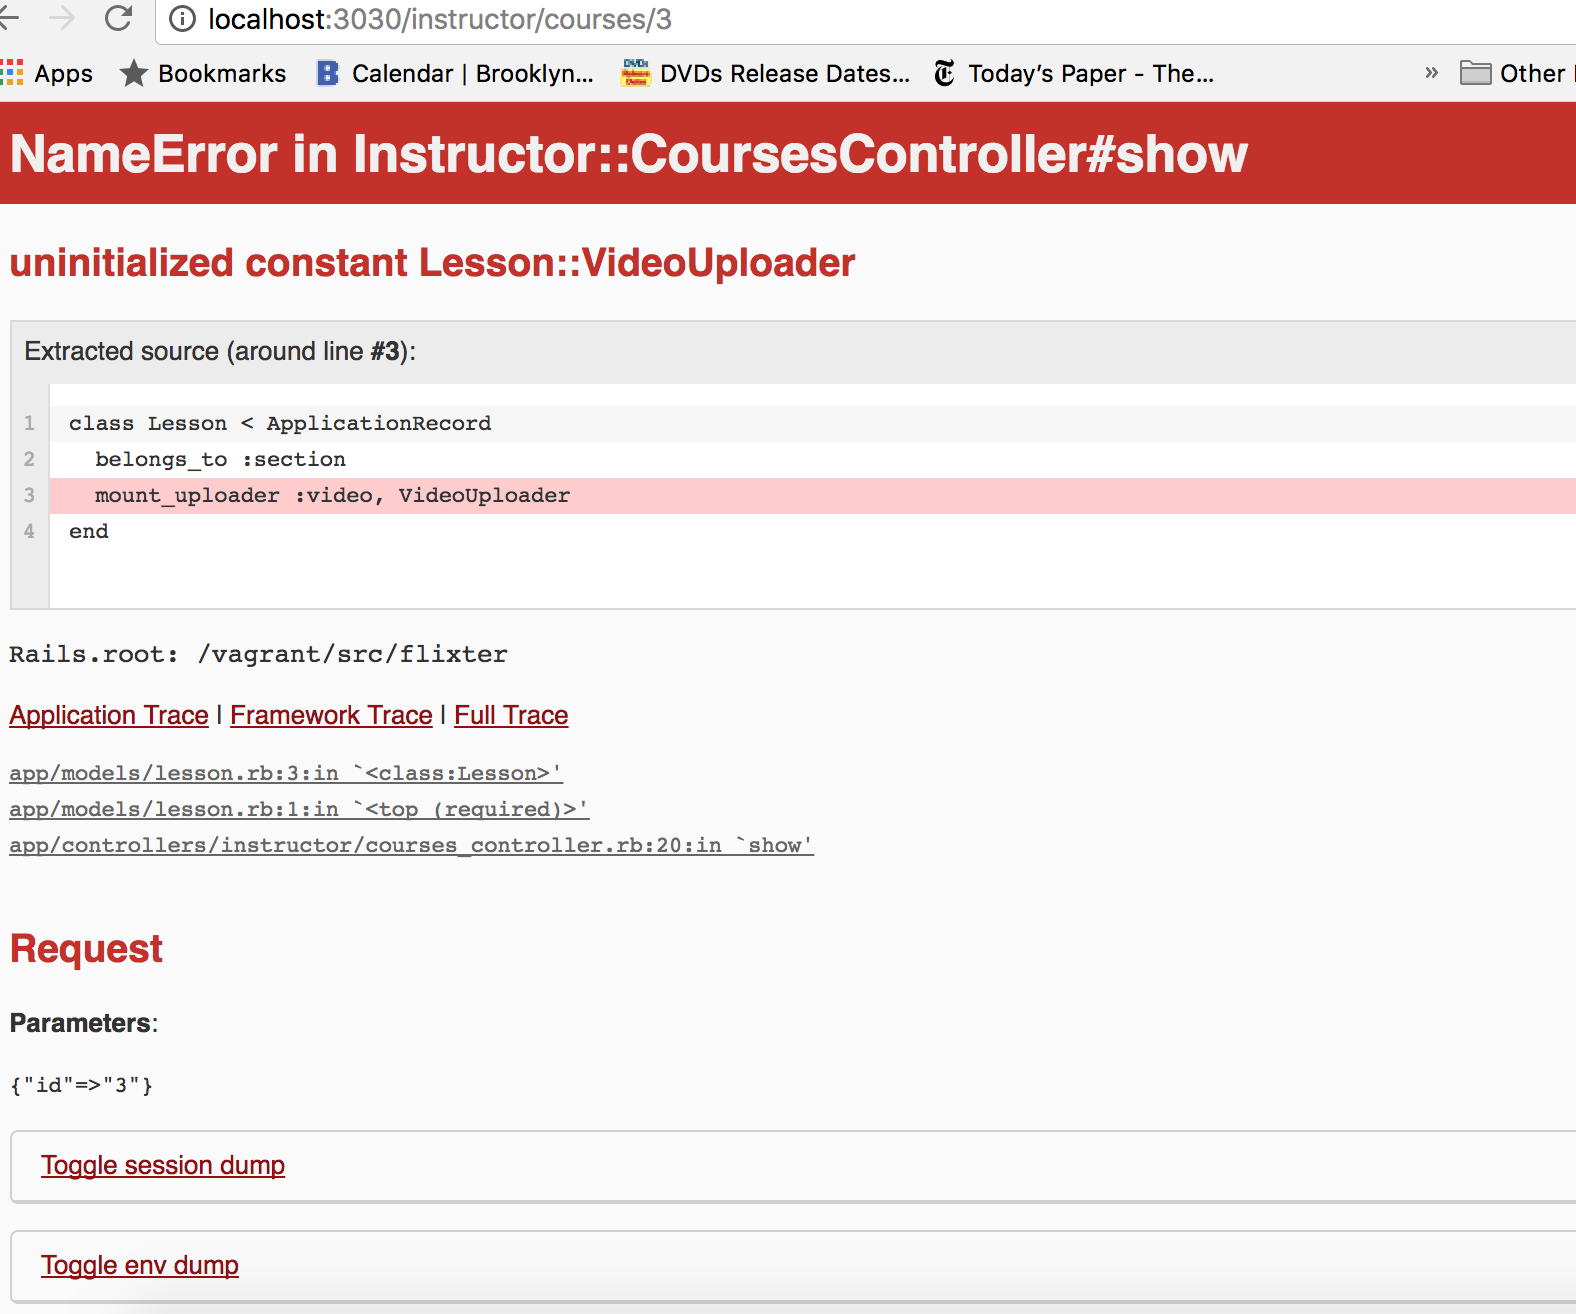 localhost:3030/instructor/courses/3
Apps Bookmarks B Calendar | Brooklyn... DVDs Release Dates... Today's Paper - The... » Other
NameError in Instructor::CoursesController#show
uninitialized constant Lesson::VideoUploader
Extracted source (around line #3):
1 class Lesson < ApplicationRecord
2 belongs_to :section
3 mount_uploader :video, VideoUploader
4 end
Rails.root: /vagrant/src/flixter
Application Trace | Framework Trace | Full Trace
app/models/lesson.rb:3:in `<class:Lesson>'
app/models/lesson.rb:1:in `<top (required)>'
app/controllers/instructor/courses_controller.rb:20:in `show'
Request
Parameters:
{"id"=>"3"}
Toggle session dump
Toggle env dump